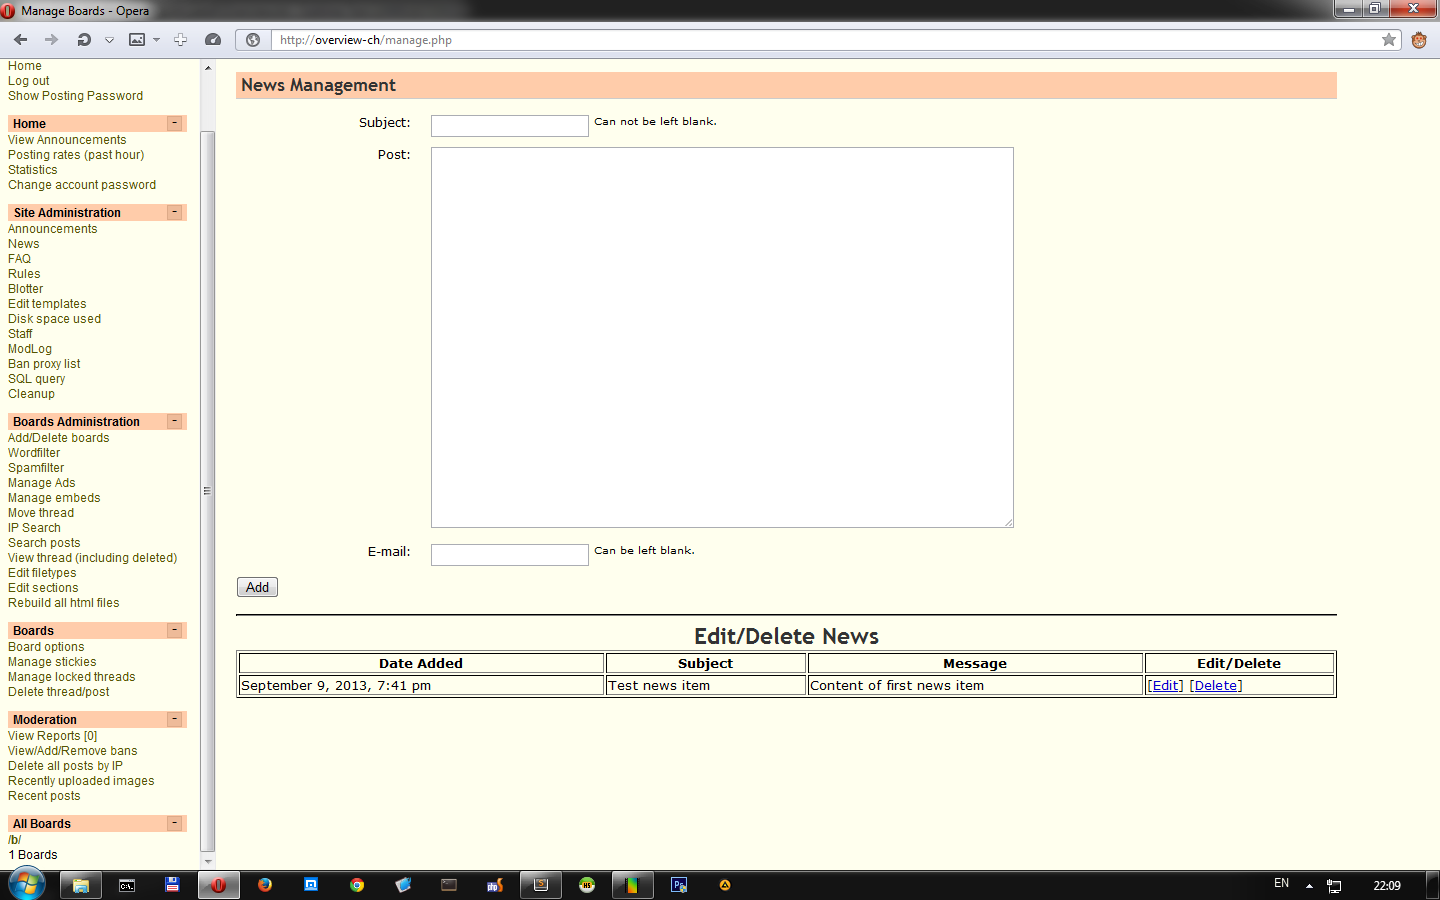 Manage Boards - Opera
http://overview-ch/manage.php
Home
Log out
Show Posting Password
Home -
View Announcements
Posting rates (past hour)
Statistics
Change account password
Site Administration -
Announcements
News
FAQ
Rules
Blotter
Edit templates
Disk space used
Staff
ModLog
Ban proxy list
SQL query
Cleanup
Boards Administration -
Add/Delete boards
Wordfilter
Spamfilter
Manage Ads
Manage embeds
Move thread
IP Search
Search posts
View thread (including deleted)
Edit filetypes
Edit sections
Rebuild all html files
Boards -
Board options
Manage stickies
Manage locked threads
Delete thread/post
Moderation -
View Reports [0]
View/Add/Remove bans
Delete all posts by IP
Recently uploaded images
Recent posts
All Boards -
/b/
1 Boards
News Management
Subject: Can not be left blank.
Post:
E-mail: Can be left blank.
Add
Edit/Delete News
Date Added Subject Message Edit/Delete
September 9, 2013, 7:41 pm Test news item Content of first news item [Edit] [Delete]
EN 22:09